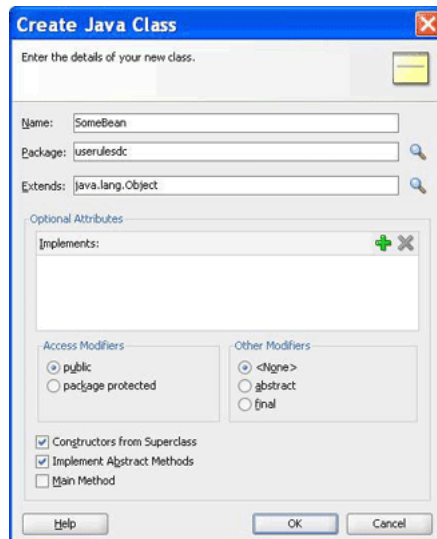 Create Java Class
Enter the details of your new class.
Name: SomeBean
Package: userulesdc
Extends: java.lang.Object
Optional Attributes
Implements:
Access Modifiers
public
package protected
Other Modifiers
<None>
abstract
final
Constructors from Superclass
Implement Abstract Methods
Main Method
Help OK Cancel